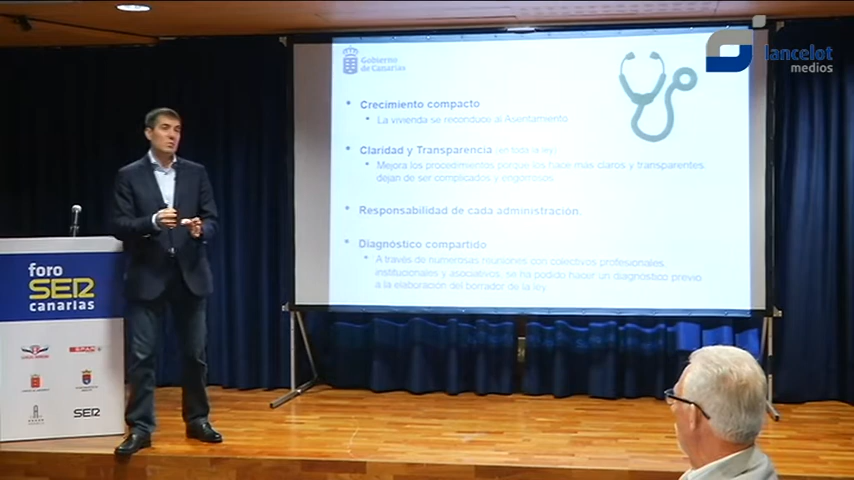 lancelot
medios
Gobierno
de Canarias
Crecimiento compacto
La vivienda se reconduce al Asentamiento.
Claridad y Transparencia (en toda la ley)
Mejora los procedimientos porque los hace más claros y transparentes.
dejan de ser complicados y engorrosos.
Responsabilidad de cada administración.
Diagnóstico compartido
A través de numerosas reuniones con colectivos profesionales,
institucionales y asociativos, se ha podido hacer un diagnóstico previo
a la elaboración del borrador de la ley.
foro
SER
canarias
SPAR
SER